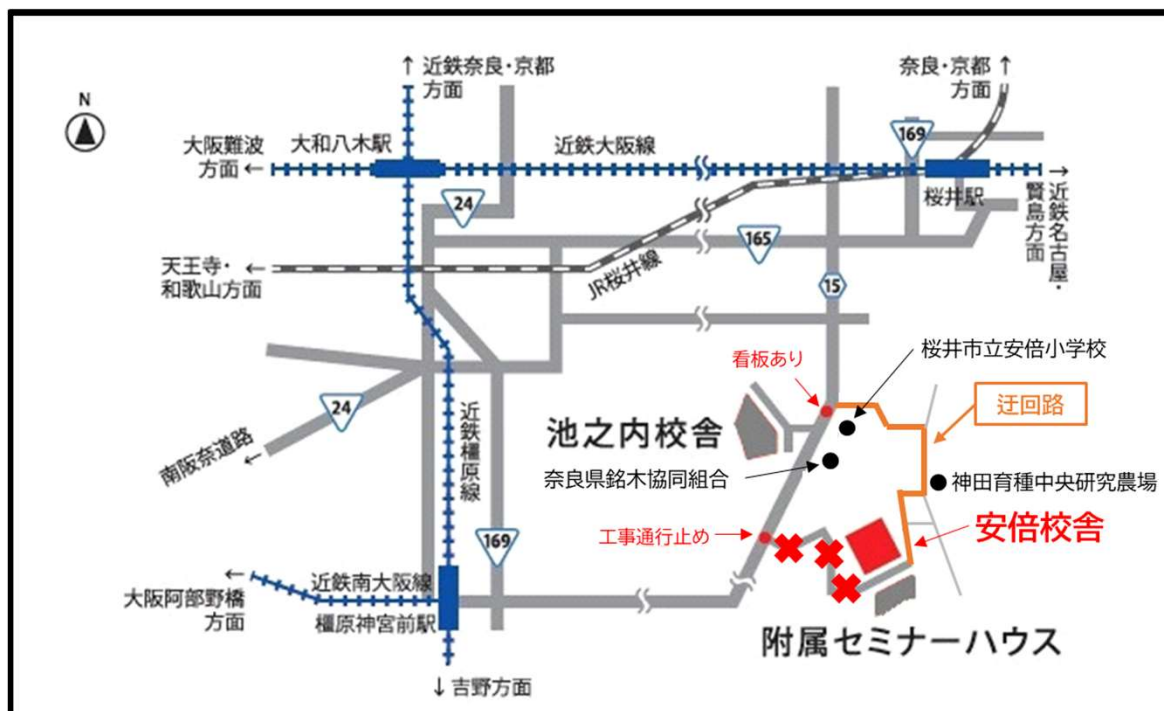 ↑ 近鉄奈良・京都
方面
奈良・京都 ↑
方面
N
大阪難波
方面 ←
大和八木駅
近鉄大阪線
169
桜井駅
→
近鉄名古屋・
賢島方面
24
165
天王寺・ ←
和歌山方面
JR桜井線
15
看板あり
桜井市立安倍小学校
迂回路
24
南阪奈道路
←
近鉄橿原線
池之内校舎
奈良県銘木協同組合
神田育種中央研究農場
169
工事通行止め
安倍校舎
←
大阪阿部野橋
方面
近鉄南大阪線
橿原神宮前駅
附属セミナーハウス
↓ 吉野方面